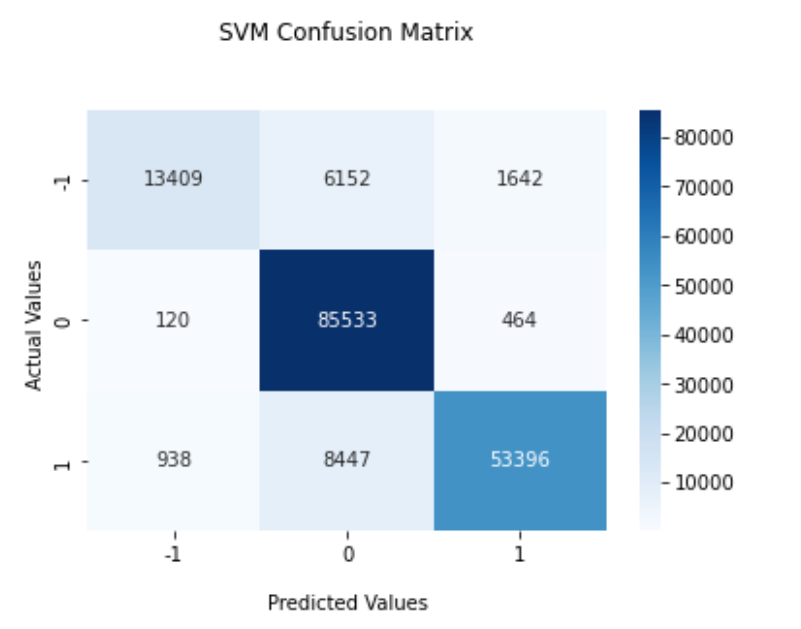 SVM Confusion Matrix
-1 13409 6152 1642
0 120 85533 464
1 938 8447 53396
-1 0 1
Actual Values
Predicted Values
80000
70000
60000
50000
40000
30000
20000
10000